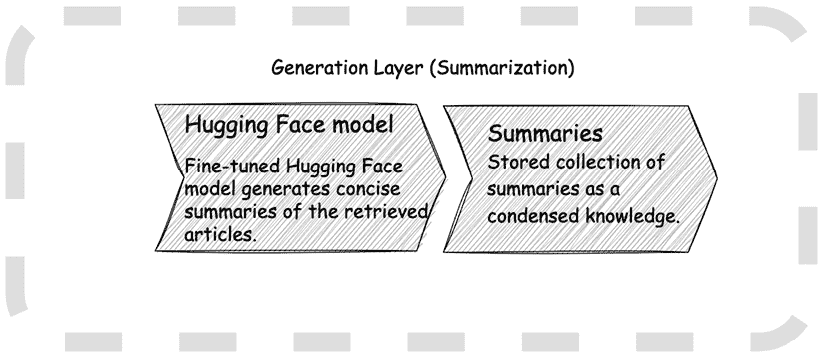 Generation Layer (Summarization)
Hugging Face model
Fine-tuned Hugging Face
model generates concise
summaries of the retrieved
articles.
Summaries
Stored collection of
summaries as a
condensed knowledge.